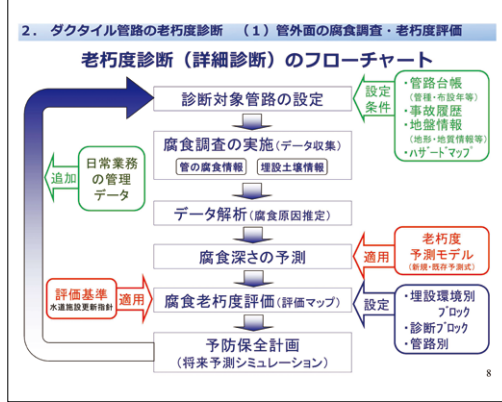 2. ダクタイル管路の老朽度診断 (1)管外面の腐食調査・老朽度評価
老朽度診断(詳細診断)のフローチャート
診断対象管路の設定
設定
条件
・管路台帳
(管種・布設年等)
・事故履歴
・地盤情報
(地形・地質情報等)
・ハザードマップ
腐食調査の実施(データ収集)
管の腐食情報
埋設土壌情報
追加
日常業務
の管理
データ
データ解析(腐食原因推定)
腐食深さの予測
適用
老朽度
予測モデル
(新規・既存予測式)
評価基準
水道施設更新指針
適用
腐食老朽度評価(評価マップ)
設定
・埋設環境別
ブロック
・診断ブロック
・管路別
予防保全計画
(将来予測シミュレーション)
8